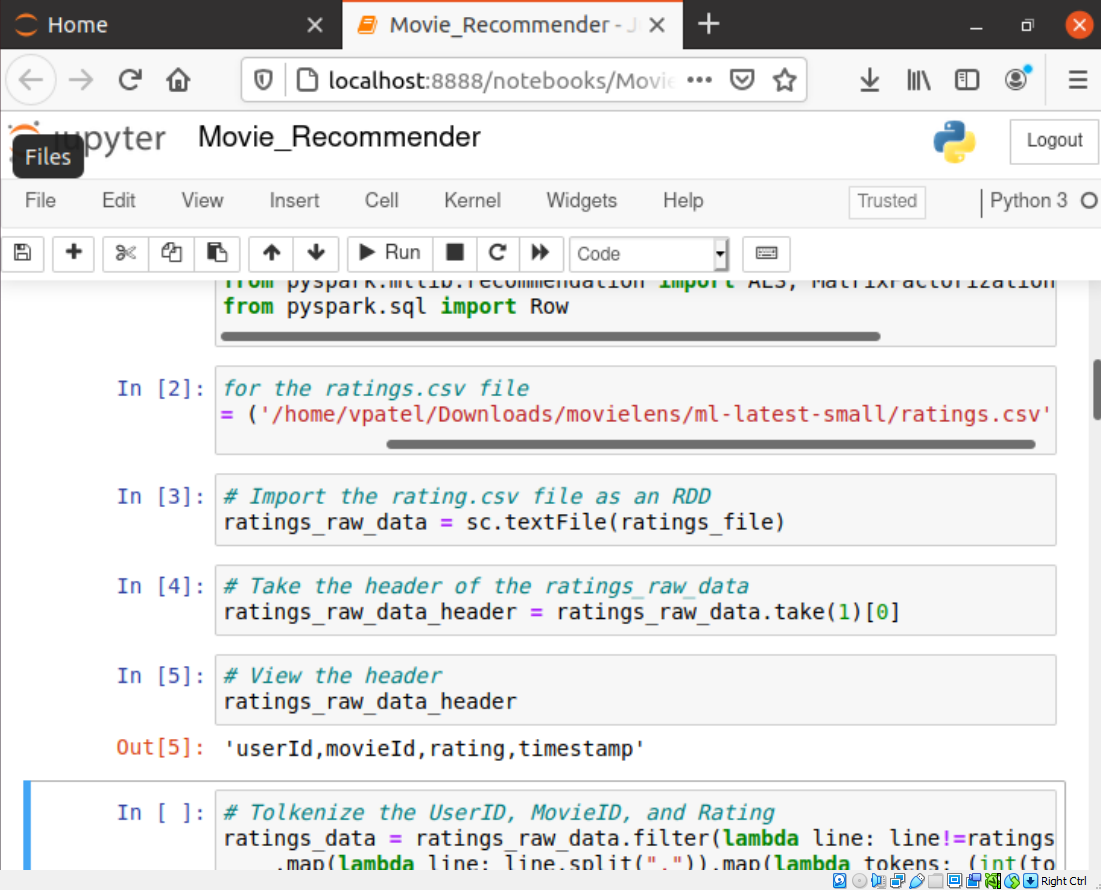 Home
Movie_Recommender - J
localhost:8888/notebooks/Movie
jupyter
Movie_Recommender
Logout
Files
File Edit View Insert Cell Kernel Widgets Help
Trusted
Python 3
Run
Code
from pyspark.mllib.recommendation import ALS, MatrixFactorization
from pyspark.sql import Row
In [2]: for the ratings.csv file
= ('/home/vpatel/Downloads/movielens/ml-latest-small/ratings.csv'
In [3]: # Import the rating.csv file as an RDD
ratings_raw_data = sc.textFile(ratings_file)
In [4]: # Take the header of the ratings_raw_data
ratings_raw_data_header = ratings_raw_data.take(1)[0]
In [5]: # View the header
ratings_raw_data_header
Out[5]: 'userId,movieId,rating,timestamp'
In [ ]: # Tolkenize the UserID, MovieID, and Rating
ratings_data = ratings_raw_data.filter(lambda line: line!=ratings
.map(lambda line: line.split(",")).map(lambda tokens: (int(to
Right Ctrl